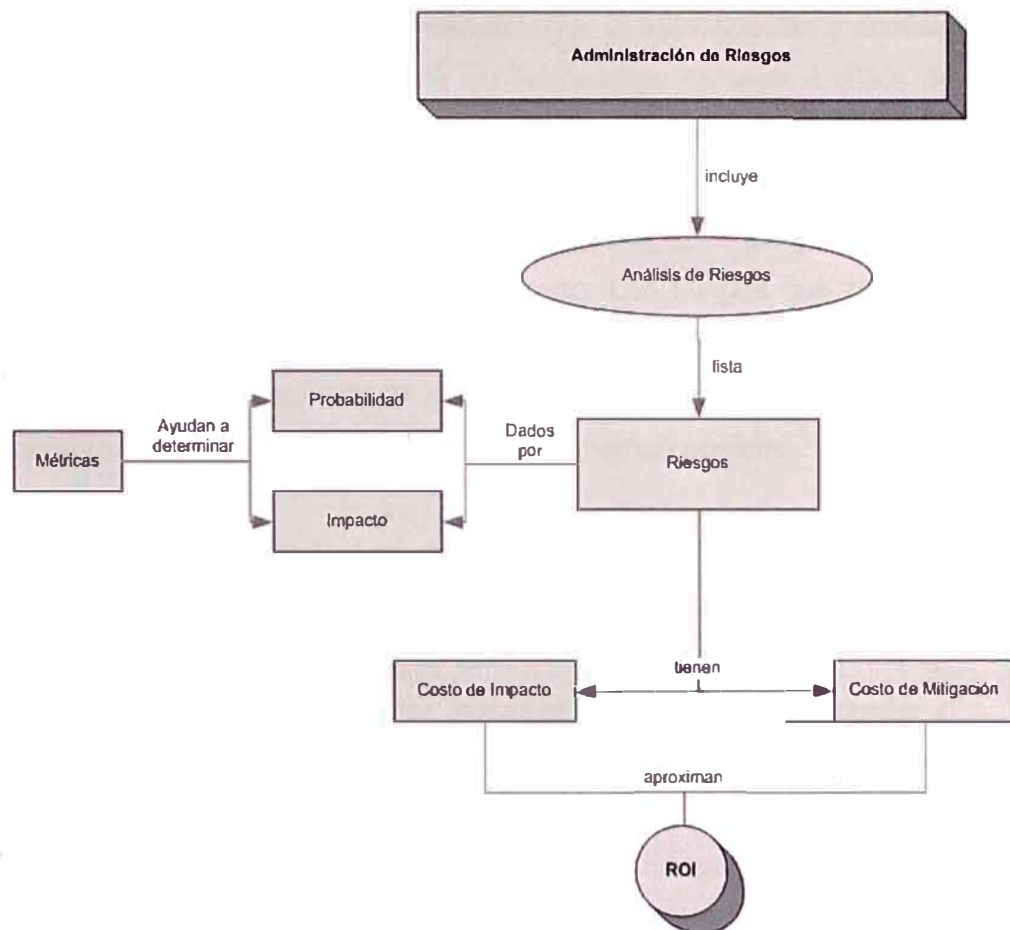 Administración de Riesgos
incluye
Análisis de Riesgos
lista
Probabilidad
Ayudan a
determinar
Métricas
Dados
por
Riesgos
Impacto
tienen
Costo de Impacto
Costo de Mitigación
aproximan
ROI